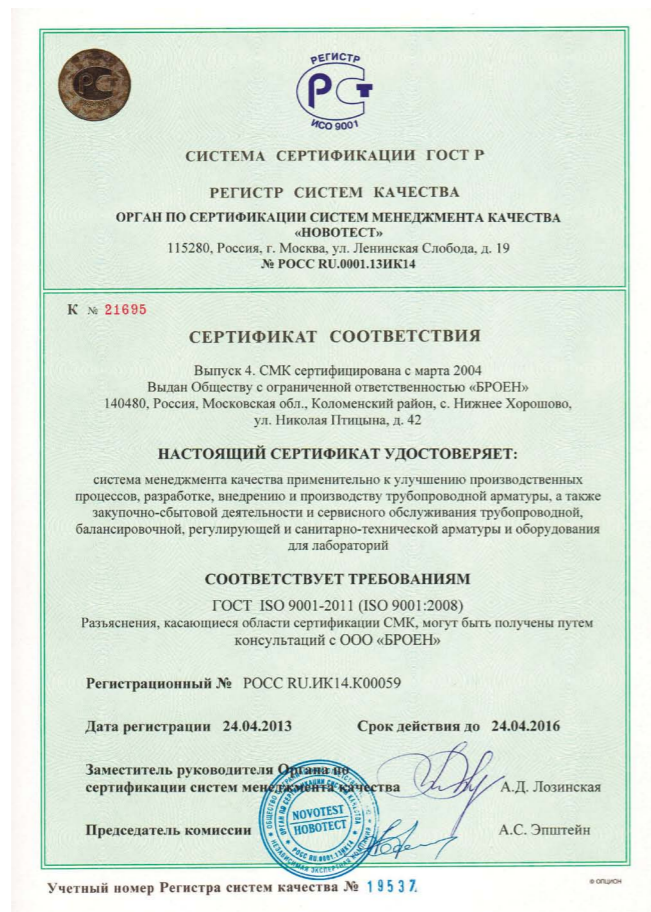 РЕГИСТР
РСТ
ИСО 9001
СИСТЕМА СЕРТИФИКАЦИИ ГОСТ Р
РЕГИСТР СИСТЕМ КАЧЕСТВА
ОРГАН ПО СЕРТИФИКАЦИИ СИСТЕМ МЕНЕДЖМЕНТА КАЧЕСТВА
«НОВОТЕСТ»
115280, Россия, г. Москва, ул. Ленинская Слобода, д. 19
№ РОСС RU.0001.13ИК14
К № 21695
СЕРТИФИКАТ СООТВЕТСТВИЯ
Выпуск 4. СМК сертифицирована с марта 2004
Выдан Обществу с ограниченной ответственностью «БРОЕН»
140480, Россия, Московская обл., Коломенский район, с. Нижнее Хорошово,
ул. Николая Птицына, д. 42
НАСТОЯЩИЙ СЕРТИФИКАТ УДОСТОВЕРЯЕТ:
система менеджмента качества применительно к улучшению производственных
процессов, разработке, внедрению и производству трубопроводной арматуры, а также
закупочно-сбытовой деятельности и сервисного обслуживания трубопроводной,
балансировочной, регулирующей и санитарно-технической арматуры и оборудования
для лабораторий
СООТВЕТСТВУЕТ ТРЕБОВАНИЯМ
ГОСТ ISO 9001-2011 (ISO 9001:2008)
Разъяснения, касающиеся области сертификации СМК, могут быть получены путем
консультаций с ООО «БРОЕН»
Регистрационный № РОСС RU.ИК14.К00059
Дата регистрации 24.04.2013 Срок действия до 24.04.2016
Заместитель руководителя Органа по
сертификации систем менеджмента качества А.Д. Лозинская
NOVOTEST
НОВОТЕСТ
Председатель комиссии А.С. Эпштейн
Учетный номер Регистра систем качества № 19537.
© ОПЦИОН